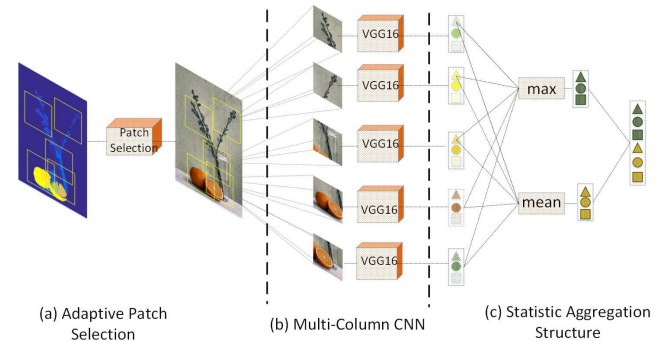 Patch
Selection
VGG16
VGG16
VGG16
VGG16
VGG16
max
mean
(a) Adaptive Patch
Selection
(b) Multi-Column CNN
(c) Statistic Aggregation
Structure